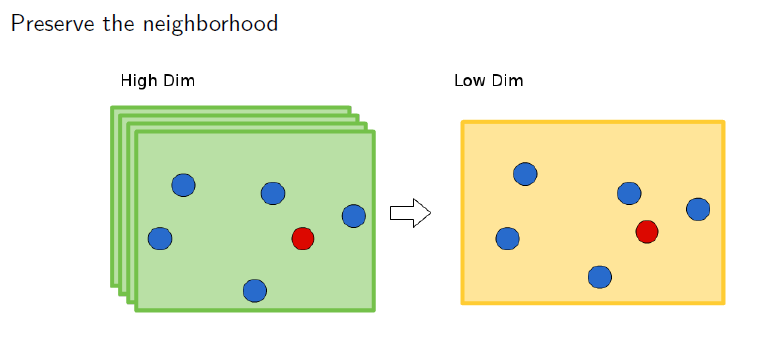 Preserve the neighborhood
High Dim
Low Dim